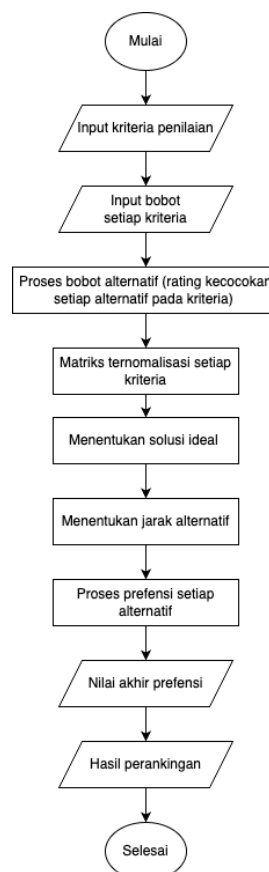 Mulai
Input kriteria penilaian
Input bobot
setiap kriteria
Proses bobot alternatif (rating kecocokan
setiap alternatif pada kriteria)
Matriks ternomalisasi setiap
kriteria
Menentukan solusi ideal
Menentukan jarak alternatif
Proses prefensi setiap
alternatif
Nilai akhir prefensi
Hasil perankingan
Selesai